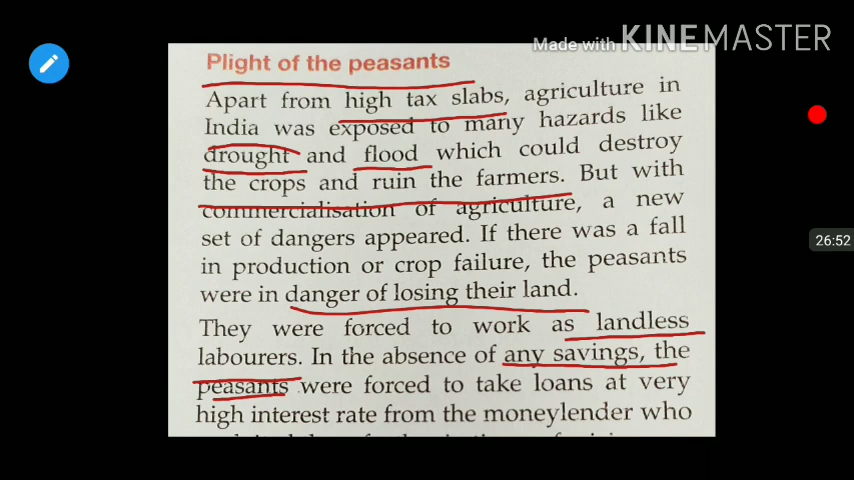 Made with KINEMASTER
Plight of the peasants
Apart from high tax slabs, agriculture in
India was exposed to many hazards like
drought and flood which could destroy
the crops and ruin the farmers. But with
commercialisation of agriculture, a new
set of dangers appeared. If there was a fall
in production or crop failure, the peasants
were in danger of losing their land.
They were forced to work as landless
labourers. In the absence of any savings, the
peasants were forced to take loans at very
high interest rate from the moneylender who
26:52